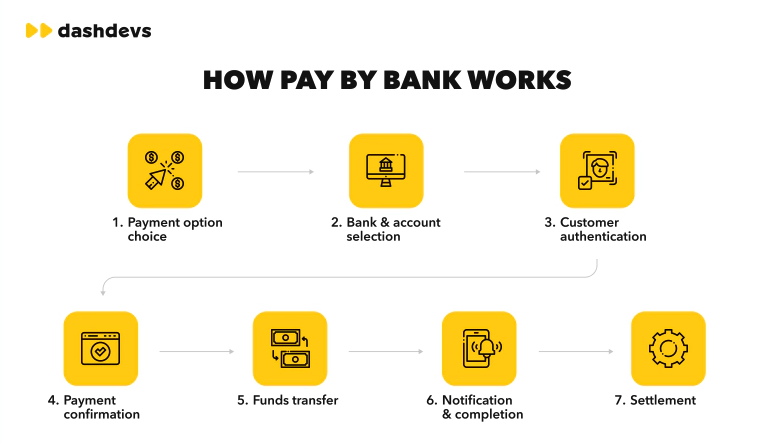 dashdevs
HOW PAY BY BANK WORKS
1. Payment option
choice
2. Bank & account
selection
3. Customer
authentication
4. Payment
confirmation
5. Funds transfer
6. Notification
& completion
7. Settlement